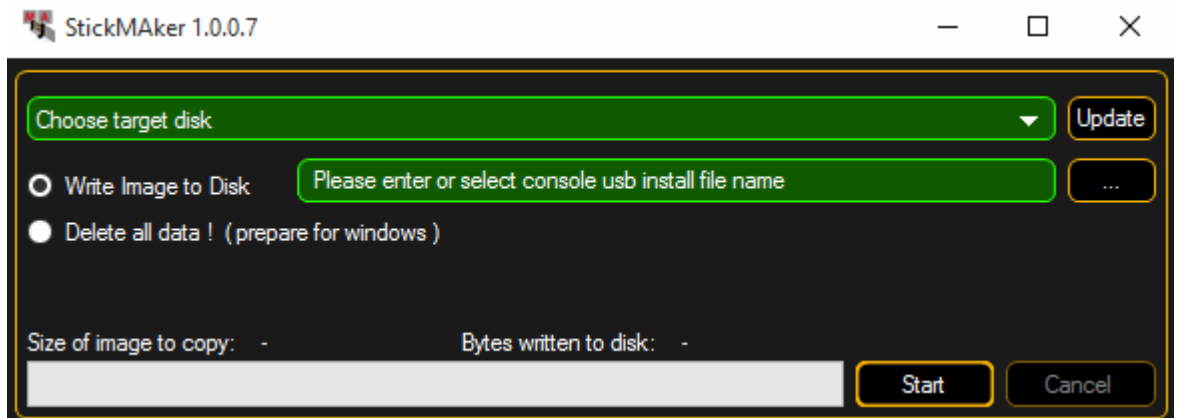 StickMAker 1.0.0.7
Choose target disk Update
Write Image to Disk Please enter or select console usb install file name ...
Delete all data ! ( prepare for windows )
Size of image to copy: - Bytes written to disk: -
Start Cancel